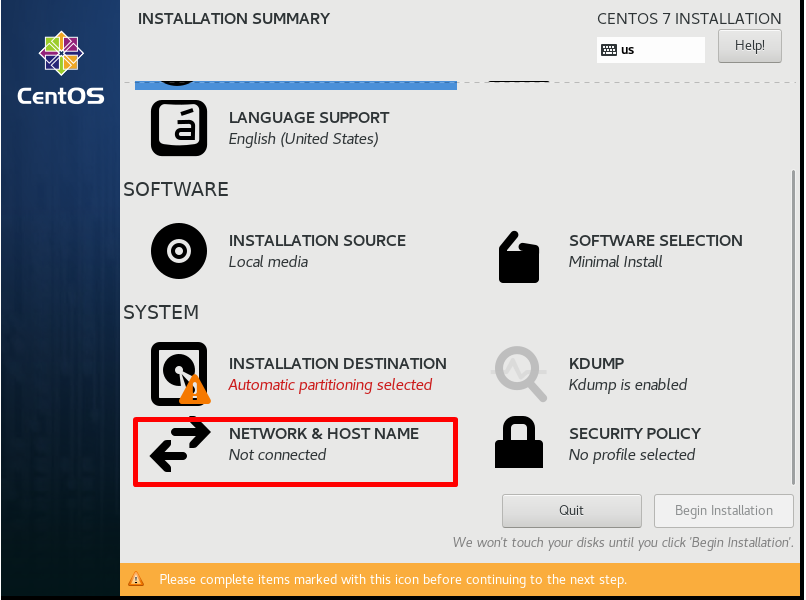 INSTALLATION SUMMARY
CENTOS 7 INSTALLATION
us
Help!
CentOS
LANGUAGE SUPPORT
English (United States)
SOFTWARE
INSTALLATION SOURCE
Local media
SOFTWARE SELECTION
Minimal Install
SYSTEM
INSTALLATION DESTINATION
Automatic partitioning selected
KDUMP
Kdump is enabled
NETWORK & HOST NAME
Not connected
SECURITY POLICY
No profile selected
Quit
Begin Installation
We won't touch your disks until you click 'Begin Installation'.
Please complete items marked with this icon before continuing to the next step.